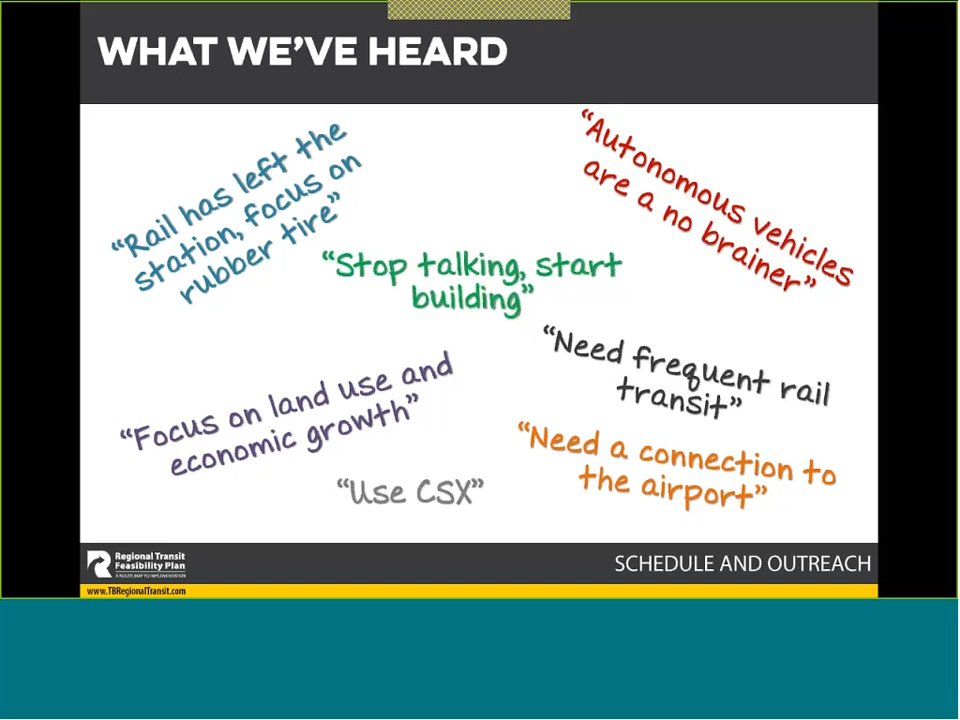 WHAT WE'VE HEARD
“Rail has left the
station, focus on
rubber tire”
“Autonomous vehicles
are a no brainer”
“Stop talking, start
building”
“Need frequent rail
transit”
“Focus on land use and
economic growth”
“Need a connection to
the airport”
“Use CSX”
Regional Transit
Feasibility Plan
SCHEDULE AND OUTREACH
www.TBRegionalTransit.com